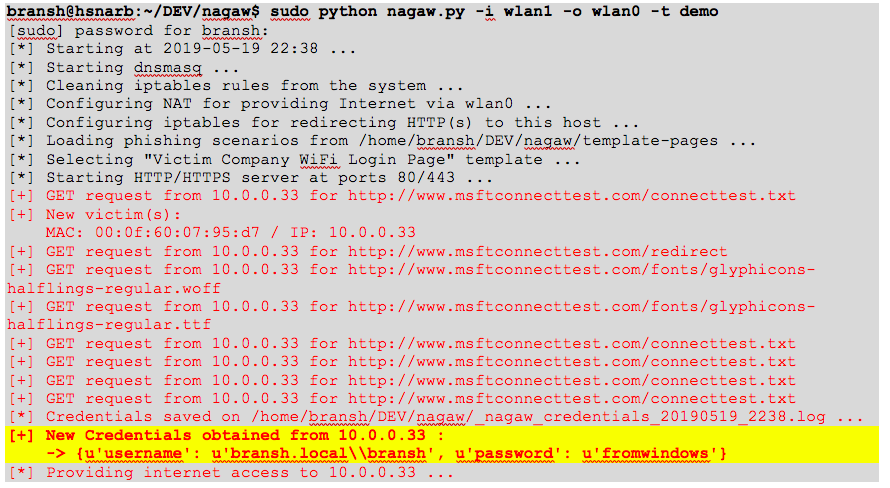 bransh@hsnarb:~/DEV/nagaw$ sudo python nagaw.py -i wlan1 -o wlan0 -t demo
[sudo] password for bransh:
[*] Starting at 2019-05-19 22:38 ...
[*] Starting dnsmasq ...
[*] Cleaning iptables rules from the system ...
[*] Configuring NAT for providing Internet via wlan0 ...
[*] Configuring iptables for redirecting HTTP(s) to this host ...
[*] Loading phishing scenarios from /home/bransh/DEV/nagaw/template-pages ...
[*] Selecting "Victim Company WiFi Login Page" template ...
[*] Starting HTTP/HTTPS server at ports 80/443 ...
[+] GET request from 10.0.0.33 for http://www.msftconnecttest.com/connecttest.txt
[+] New victim(s):
    MAC: 00:0f:60:07:95:d7 / IP: 10.0.0.33
[+] GET request from 10.0.0.33 for http://www.msftconnecttest.com/redirect
[+] GET request from 10.0.0.33 for http://www.msftconnecttest.com/fonts/glyphicons-
halflings-regular.woff
[+] GET request from 10.0.0.33 for http://www.msftconnecttest.com/fonts/glyphicons-
halflings-regular.ttf
[+] GET request from 10.0.0.33 for http://www.msftconnecttest.com/connecttest.txt
[+] GET request from 10.0.0.33 for http://www.msftconnecttest.com/connecttest.txt
[+] GET request from 10.0.0.33 for http://www.msftconnecttest.com/connecttest.txt
[+] GET request from 10.0.0.33 for http://www.msftconnecttest.com/connecttest.txt
[*] Credentials saved on /home/bransh/DEV/nagaw/_nagaw_credentials_20190519_2238.log ...
[+] New Credentials obtained from 10.0.0.33 :
    -> {u'username': u'bransh.local\\bransh', u'password': u'fromwindows'}
[*] Providing internet access to 10.0.0.33 ...